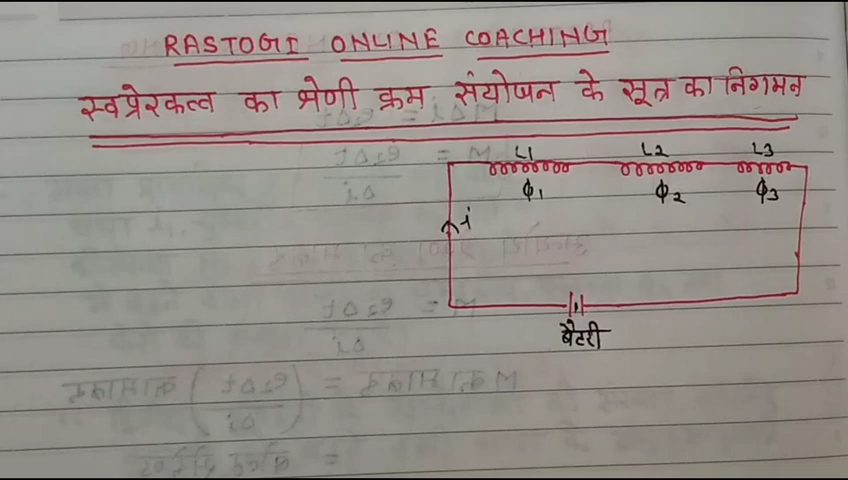 RASTOGI ONLINE COACHING
स्वप्रेरकत्व का श्रेणी क्रम संयोजन के सूत्र का निगमन
L1 L2 L3
ϕ1 ϕ2 ϕ3
i
बैटरी